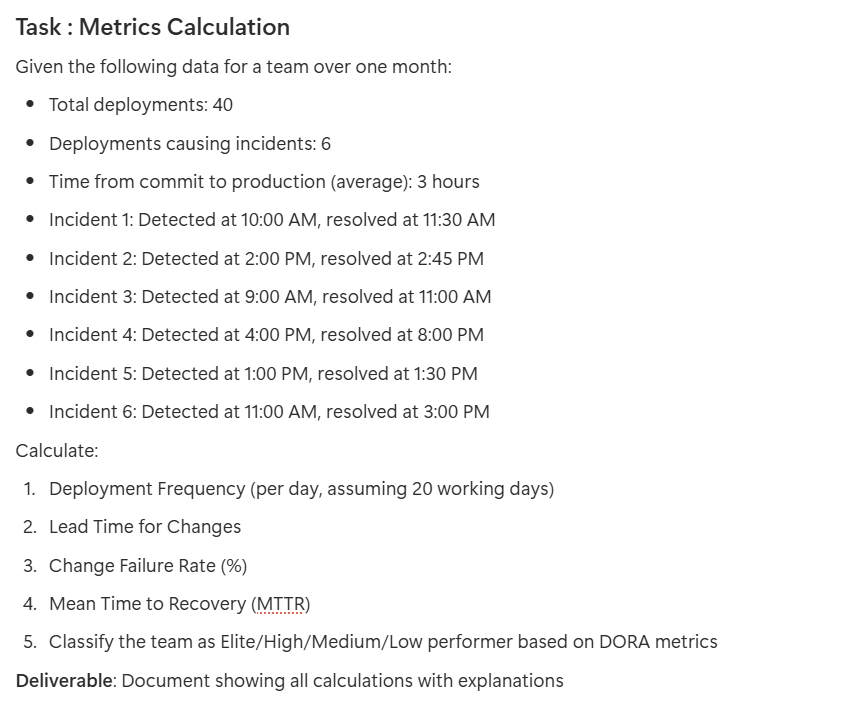 Task : Metrics Calculation
Given the following data for a team over one month:
• Total deployments: 40
• Deployments causing incidents: 6
• Time from commit to production (average): 3 hours
• Incident 1: Detected at 10:00 AM, resolved at 11:30 AM
• Incident 2: Detected at 2:00 PM, resolved at 2:45 PM
• Incident 3: Detected at 9:00 AM, resolved at 11:00 AM
• Incident 4: Detected at 4:00 PM, resolved at 8:00 PM
• Incident 5: Detected at 1:00 PM, resolved at 1:30 PM
• Incident 6: Detected at 11:00 AM, resolved at 3:00 PM
Calculate:
1. Deployment Frequency (per day, assuming 20 working days)
2. Lead Time for Changes
3. Change Failure Rate (%)
4. Mean Time to Recovery (MTTR)
5. Classify the team as Elite/High/Medium/Low performer based on DORA metrics
Deliverable: Document showing all calculations with explanations